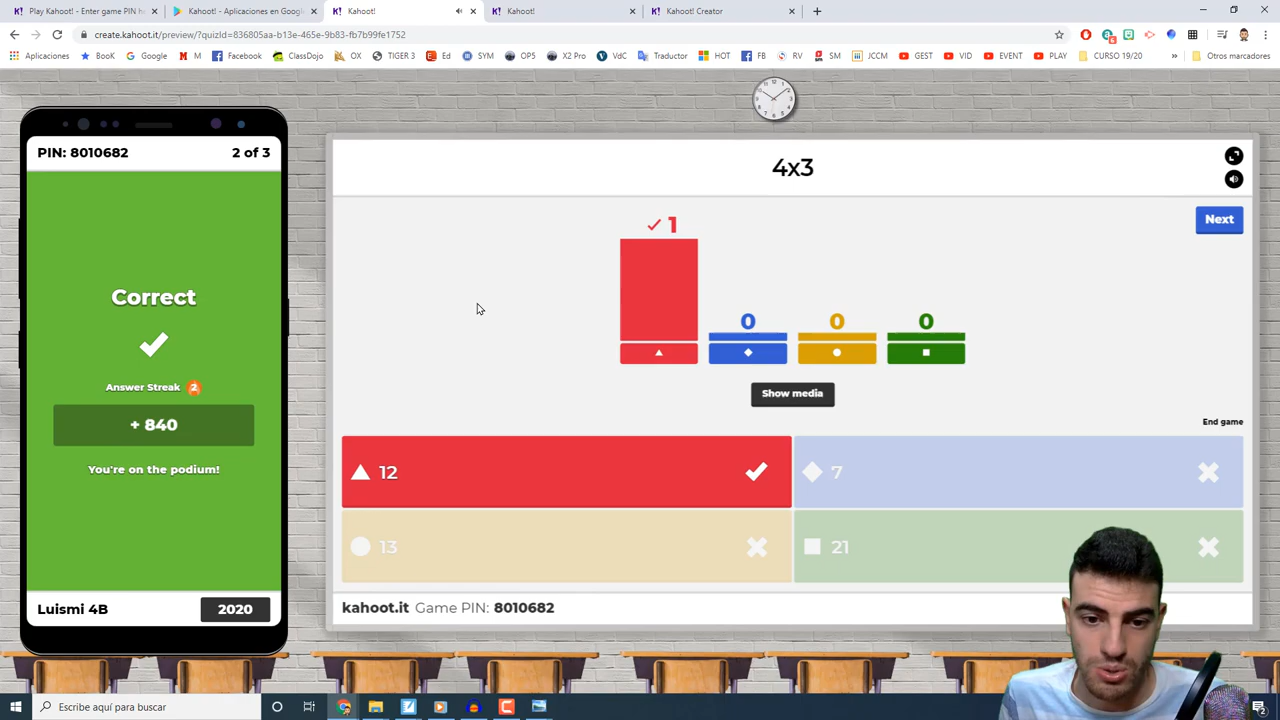 Play Kahoot! - Enter game PIN h
Kahoot! - Aplicaciones en Googl
Kahoot!
Kahoot!
Kahoot! Creator
create.kahoot.it/preview/?quizId=836805aa-b13e-465e-9b83-fb7b99fe1752
Aplicaciones
BooK
G
Google
M
Facebook
ClassDojo
OX
TIGER 3
Ed
SYM
OP5
X2 Pro
VdC
Traductor
HOT
FB
RV
SM
JCCM
GEST
VID
EVENT
PLAY
CURSO 19/20
Otros marcadores
PIN: 8010682
2 of 3
Correct
Answer Streak 2
+ 840
You're on the podium!
Luismi 4B
2020
4x3
Next
1
0
0
0
Show media
End game
12
7
13
21
kahoot.it Game PIN: 8010682
Escribe aquí para buscar